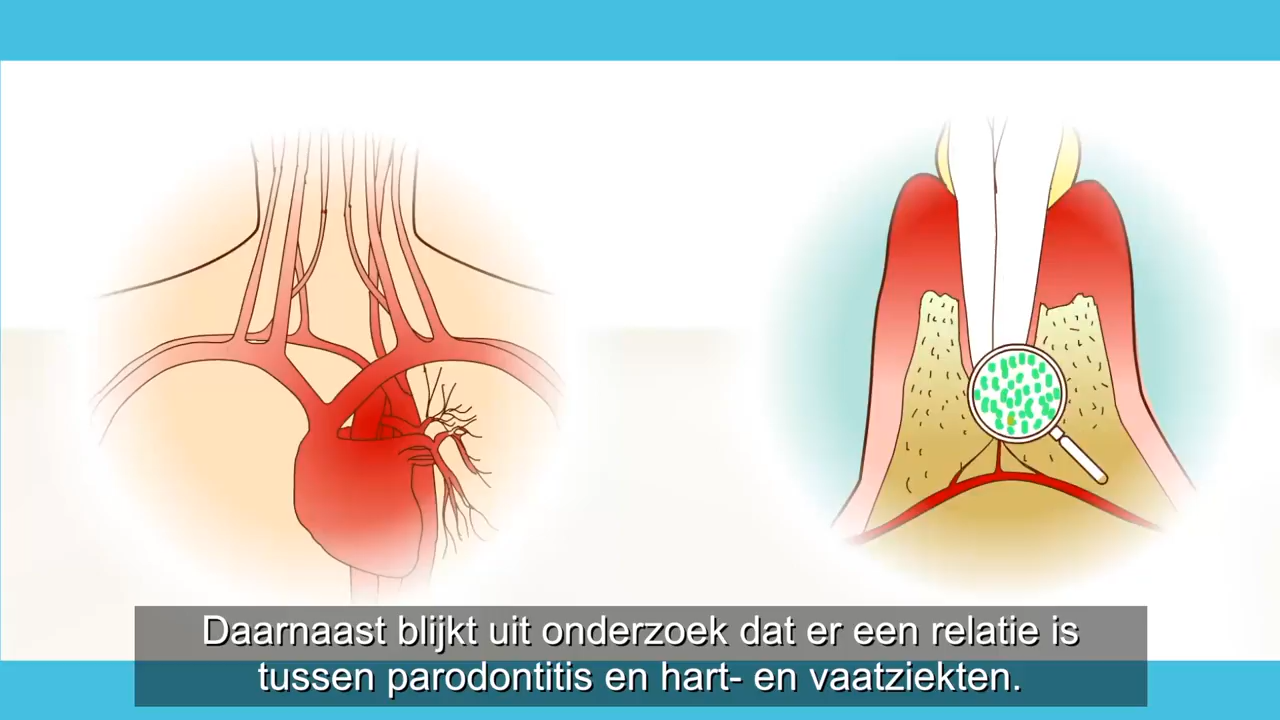 Daarnaast blijkt uit onderzoek dat er een relatie is
tussen parodontitis en hart- en vaatziekten.